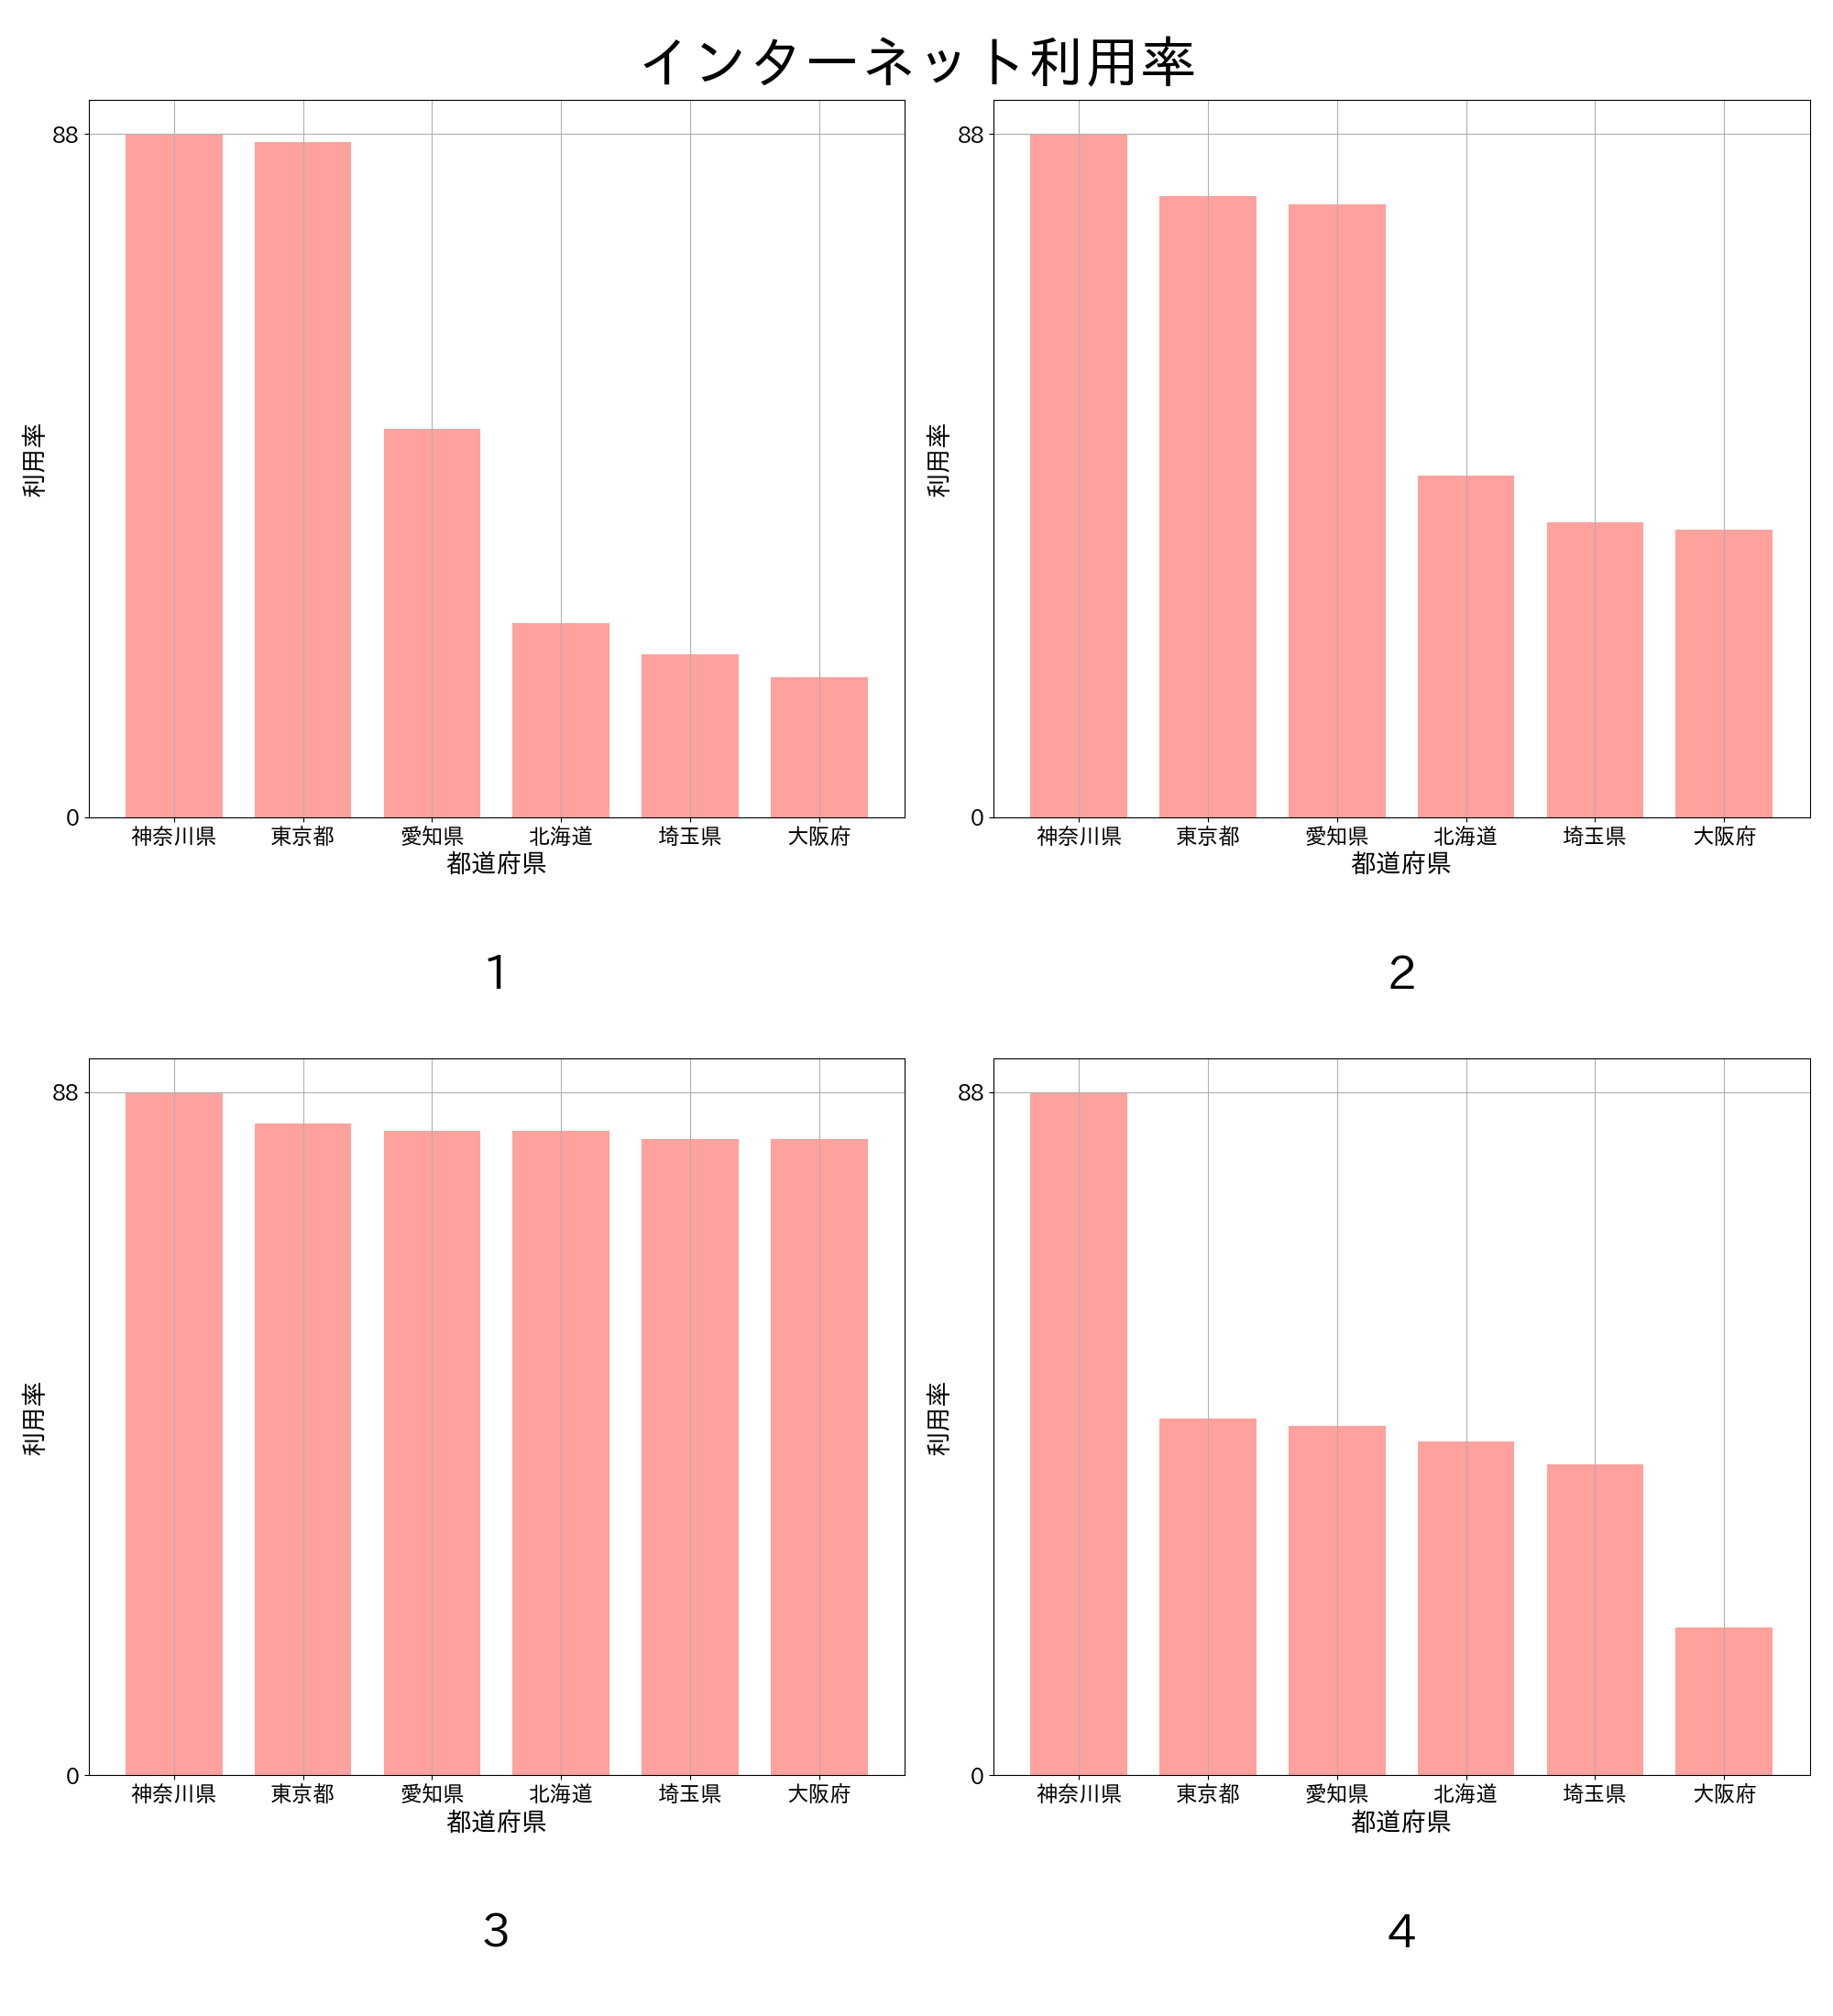 インターネット利用率
88
0
利用率
神奈川県 東京都 愛知県 北海道 埼玉県 大阪府
都道府県
1
88
0
利用率
神奈川県 東京都 愛知県 北海道 埼玉県 大阪府
都道府県
2
88
0
利用率
神奈川県 東京都 愛知県 北海道 埼玉県 大阪府
都道府県
3
88
0
利用率
神奈川県 東京都 愛知県 北海道 埼玉県 大阪府
都道府県
4